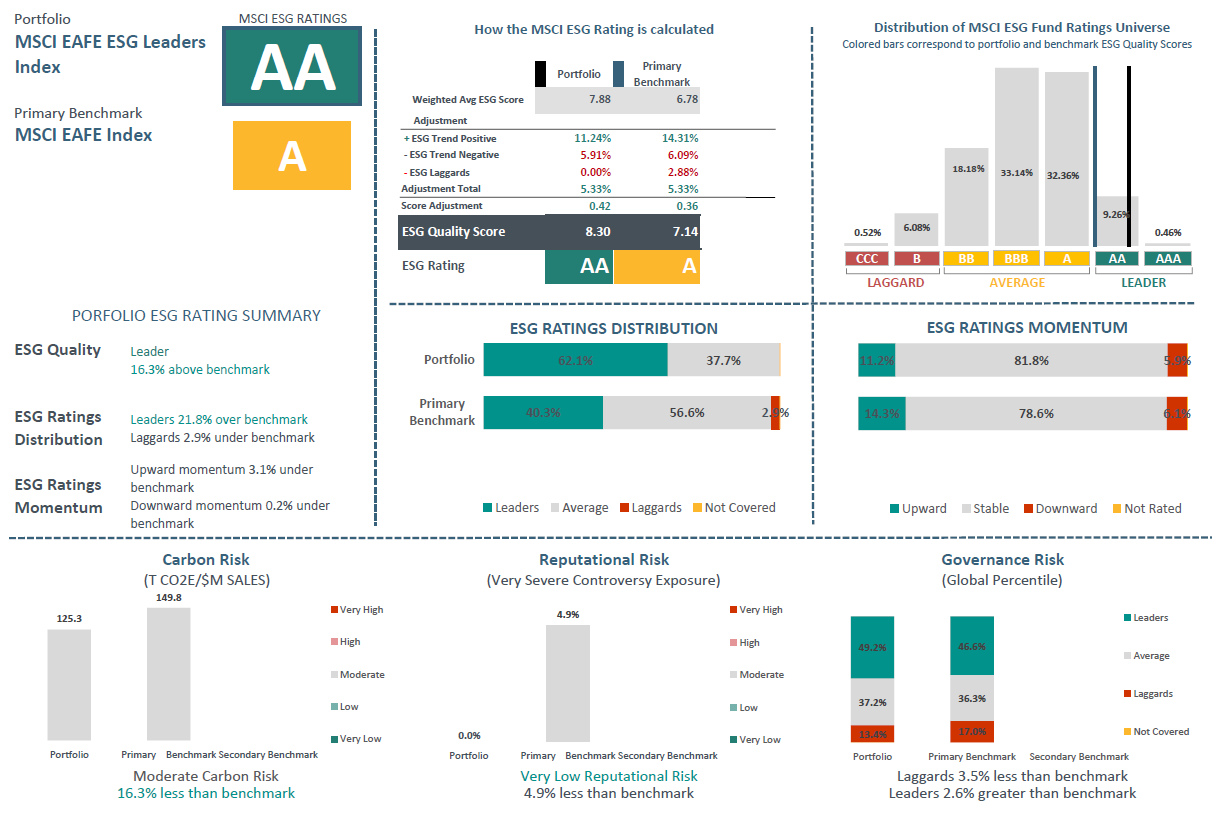 Portfolio
MSCI EAFE ESG Leaders
Index
Primary Benchmark
MSCI EAFE Index
MSCI ESG RATINGS
AA
A
How the MSCI ESG Rating is calculated
Portfolio
Primary
Benchmark
Weighted Avg ESG Score 7.88 6.78
Adjustment
+ ESG Trend Positive 11.24% 14.31%
- ESG Trend Negative 5.91% 6.09%
- ESG Laggards 0.00% 2.88%
Adjustment Total 5.33% 5.33%
Score Adjustment 0.42 0.36
ESG Quality Score 8.30 7.14
ESG Rating AA A
Distribution of MSCI ESG Fund Ratings Universe
Colored bars correspond to portfolio and benchmark ESG Quality Scores
0.52% 6.08% 18.18% 33.14% 32.36% 9.26% 0.46%
CCC B BB BBB A AA AAA
LAGGARD AVERAGE LEADER
PORFOLIO ESG RATING SUMMARY
ESG Quality
Leader
16.3% above benchmark
ESG Ratings
Distribution
Leaders 21.8% over benchmark
Laggards 2.9% under benchmark
ESG Ratings
Momentum
Upward momentum 3.1% under
benchmark
Downward momentum 0.2% under
benchmark
ESG RATINGS DISTRIBUTION
Portfolio 62.1% 37.7%
Primary
Benchmark
40.3% 56.6% 2.9%
Leaders Average Laggards Not Covered
ESG RATINGS MOMENTUM
11.2% 81.8% 5.9%
14.3% 78.6% 6.1%
Upward Stable Downward Not Rated
Carbon Risk
(T CO2E/$M SALES)
125.3 149.8
Very High
High
Moderate
Low
Very Low
Portfolio Primary Benchmark Secondary Benchmark
Moderate Carbon Risk
16.3% less than benchmark
Reputational Risk
(Very Severe Controversy Exposure)
0.0% 4.9%
Very High
High
Moderate
Low
Very Low
Portfolio Primary Benchmark Secondary Benchmark
Very Low Reputational Risk
4.9% less than benchmark
Governance Risk
(Global Percentile)
49.2% 46.6%
37.2% 36.3%
13.4% 17.0%
Leaders
Average
Laggards
Not Covered
Portfolio Primary Benchmark Secondary Benchmark
Laggards 3.5% less than benchmark
Leaders 2.6% greater than benchmark